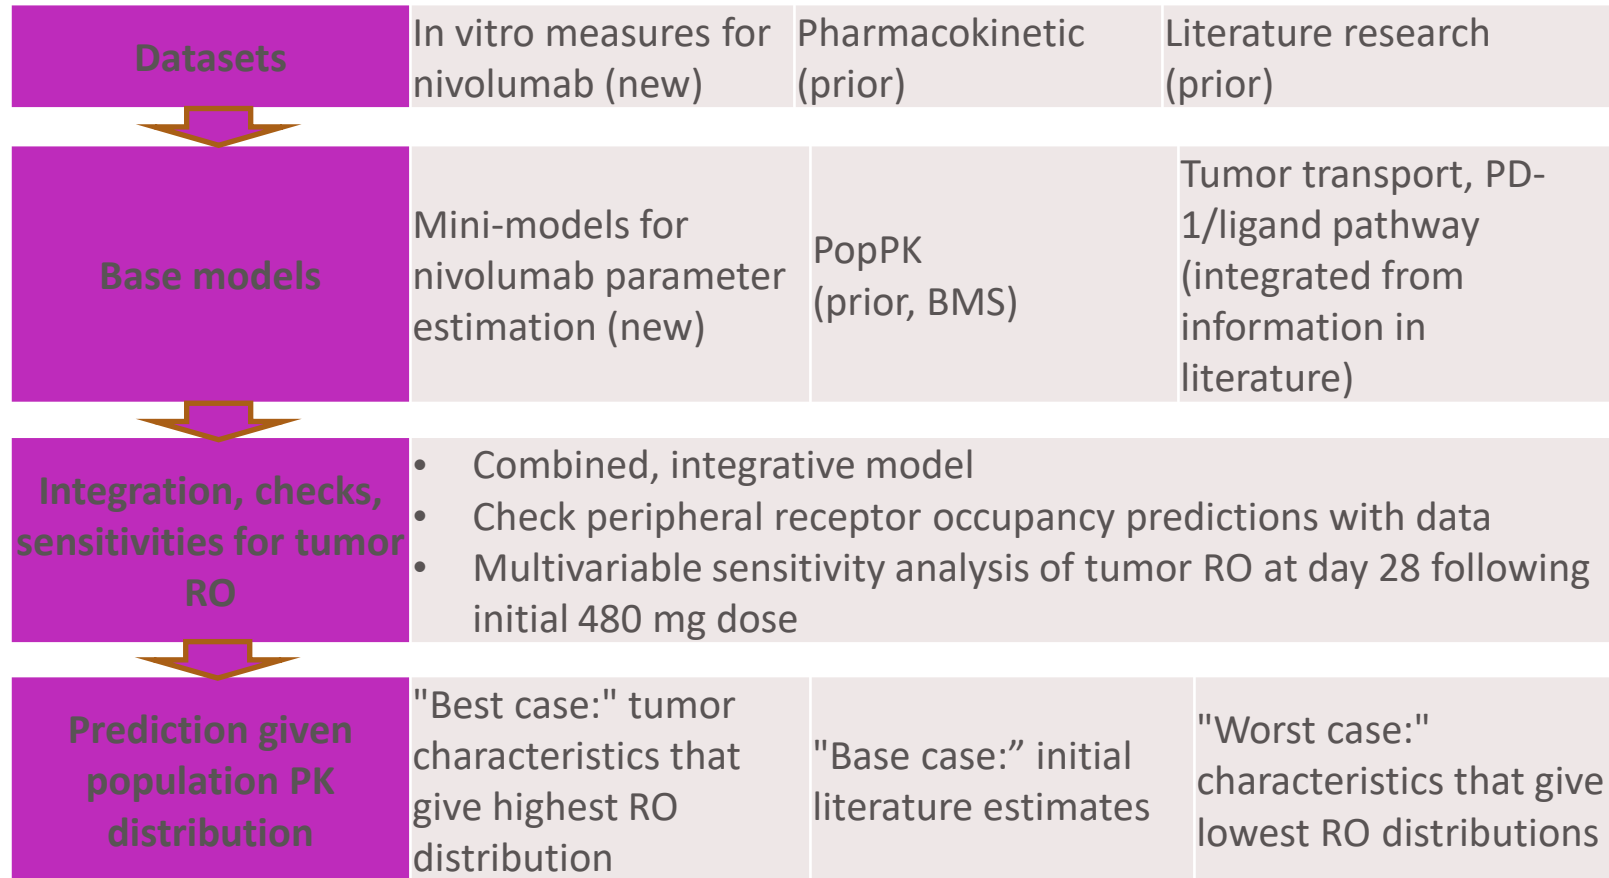 Datasets
In vitro measures for
nivolumab (new)
Pharmacokinetic
(prior)
Literature research
(prior)
Base models
Mini-models for
nivolumab parameter
estimation (new)
PopPK
(prior, BMS)
Tumor transport, PD-
1/ligand pathway
(integrated from
information in
literature)
Integration, checks,
sensitivities for tumor
RO
• Combined, integrative model
• Check peripheral receptor occupancy predictions with data
• Multivariable sensitivity analysis of tumor RO at day 28 following
initial 480 mg dose
Prediction given
population PK
distribution
"Best case:" tumor
characteristics that
give highest RO
distribution
"Base case:” initial
literature estimates
"Worst case:"
characteristics that give
lowest RO distributions